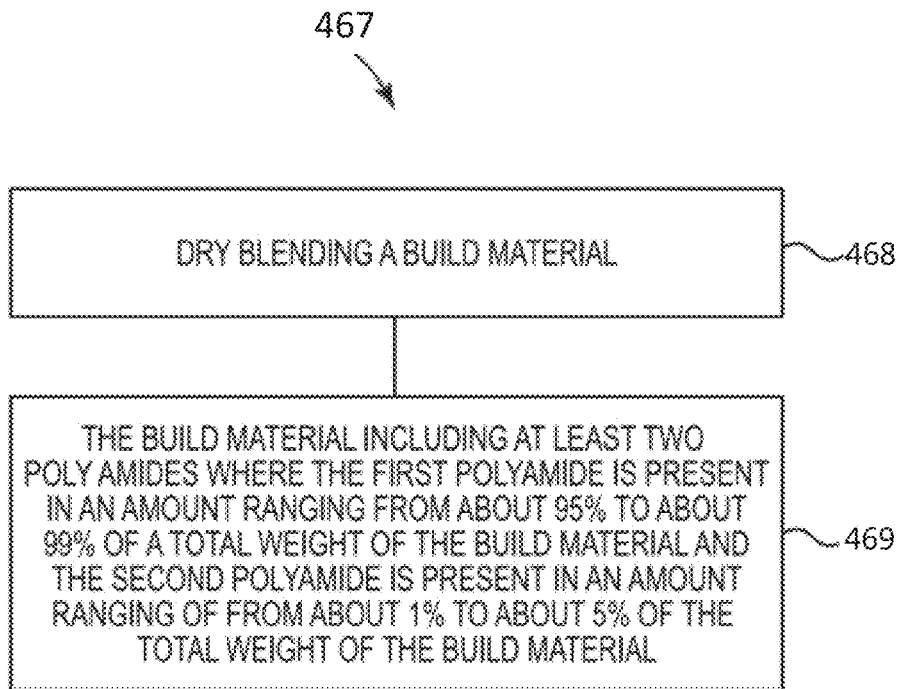 467
DRY BLENDING A BUILD MATERIAL
468
THE BUILD MATERIAL INCLUDING AT LEAST TWO
POLY AMIDES WHERE THE FIRST POLYAMIDE IS PRESENT
IN AN AMOUNT RANGING FROM ABOUT 95% TO ABOUT
99% OF A TOTAL WEIGHT OF THE BUILD MATERIAL AND
THE SECOND POLYAMIDE IS PRESENT IN AN AMOUNT
RANGING OF FROM ABOUT 1% TO ABOUT 5% OF THE
TOTAL WEIGHT OF THE BUILD MATERIAL
469